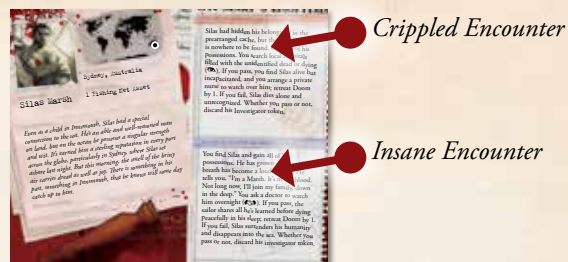 Sydney, Australia
Silas Marsh
1 Fishing Net Asset
Even as a child in Innsmouth, Silas had a special
connection to the sea. He's an able and well-seasoned man
on land, but on the ocean he possesses a singular strength
and wit. It's earned him a sterling reputation in every port
across the globe, particularly in Sydney, where Silas set
ashore last night. But this morning, the smell of the briny
air carries dread as well as joy. There is something in his
past, something in Innsmouth, that he knows will some day
catch up to him.
Silas had hidden his in the
prearranged cache, but the
is nowhere to be found. his
possessions. You search local
filled with the unidentified dead or dying
( ). If you pass, you find Silas alive but
incapacitated, and you arrange a private
nurse to watch over him; retreat Doom
by 1. If you fail, Silas dies alone and
unrecognized. Whether you pass or not,
discard his Investigator token.
Crippled Encounter
You find Silas and gain all of
possessions. He has grown
breath has become a
tells you, "I'm a Marsh. It's blood.
Not long now, I'll join my family, down
in the deep." You ask a doctor to watch
him overnight ( ). If you pass, the
sailor shares all he's learned before dying
peacefully in his sleep; retreat Doom by 1.
If you fail, Silas surrenders his humanity
and disappears into the sea. Whether you
pass or not, discard his Investigator token.
Insane Encounter